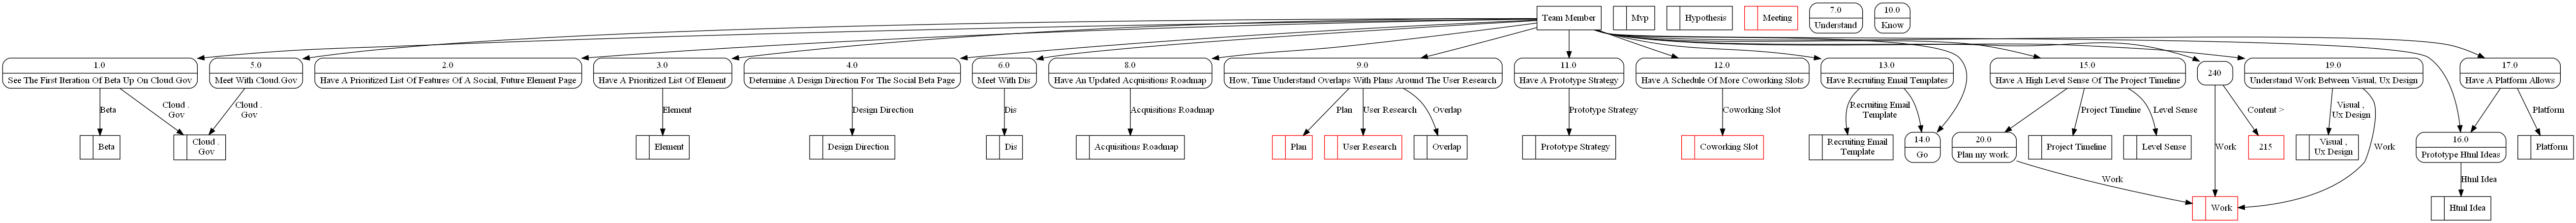 Team Member
Mvp
Hypothesis
Meeting
7.0
Understand
10.0
Know
1.0
See The First Iteration Of Beta Up On Cloud.Gov
5.0
Meet With Cloud.Gov
2.0
Have A Prioritized List Of Features Of A Social, Future Element Page
3.0
Have A Prioritized List Of Element
4.0
Determine A Design Direction For The Social Beta Page
6.0
Meet With Dis
8.0
Have An Updated Acquisitions Roadmap
9.0
How, Time Understand Overlaps With Plans Around The User Research
11.0
Have A Prototype Strategy
12.0
Have A Schedule Of More Coworking Slots
13.0
Have Recruiting Email Templates
15.0
Have A High Level Sense Of The Project Timeline
240
19.0
Understand Work Between Visual, Ux Design
17.0
Have A Platform Allows
Beta
Cloud .
Gov
Cloud .
Gov
Element
Design Direction
Dis
Acquisitions Roadmap
Plan
User Research
Overlap
Prototype Strategy
Coworking Slot
Recruiting Email
Template
Project Timeline
Level Sense
Content >
Visual ,
Ux Design
Platform
Beta
Cloud .
Gov
Element
Design Direction
Dis
Acquisitions Roadmap
Plan
User Research
Overlap
Prototype Strategy
Coworking Slot
Recruiting Email
Template
14.0
Go
20.0
Plan my work.
Project Timeline
Level Sense
Work
215
Visual ,
Ux Design
Work
16.0
Prototype Html Ideas
Platform
Work
Html Idea
Work
Html Idea